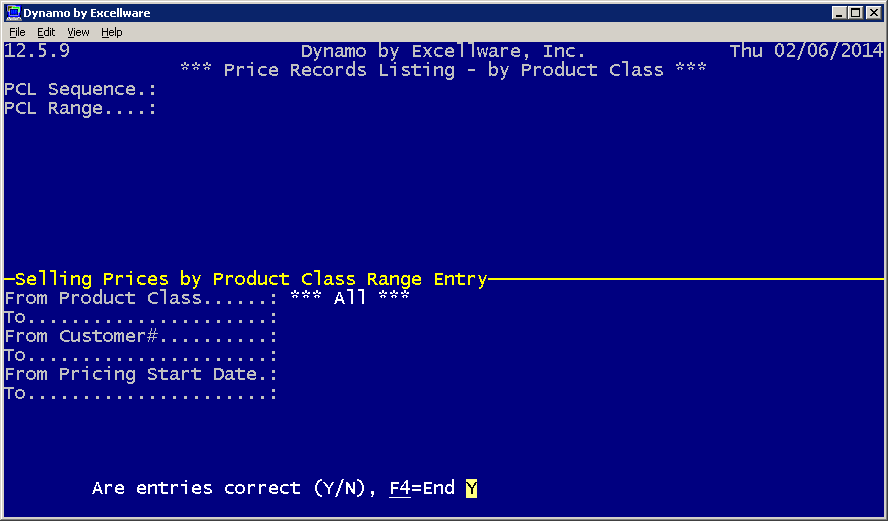 Dynamo by Excellware
File Edit View Help
12.5.9 Dynamo by Excellware, Inc. Thu 02/06/2014
*** Price Records Listing - by Product Class ***
PCL Sequence.:
PCL Range....:
Selling Prices by Product Class Range Entry
From Product Class......: *** All ***
To......................:
From Customer#..........:
To......................:
From Pricing Start Date.:
To......................:
Are entries correct (Y/N), F4=End Y